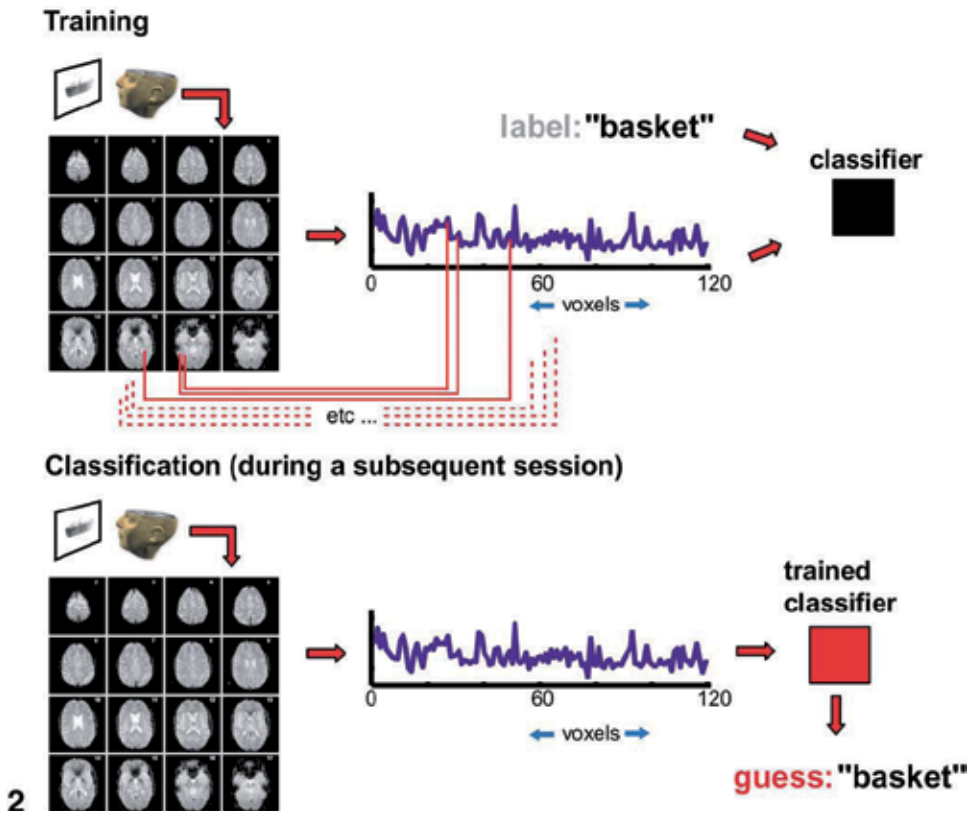 Training
label: "basket"
classifier
0
60
120
voxels
etc ...
Classification (during a subsequent session)
trained
classifier
0
60
120
voxels
guess: "basket"
2